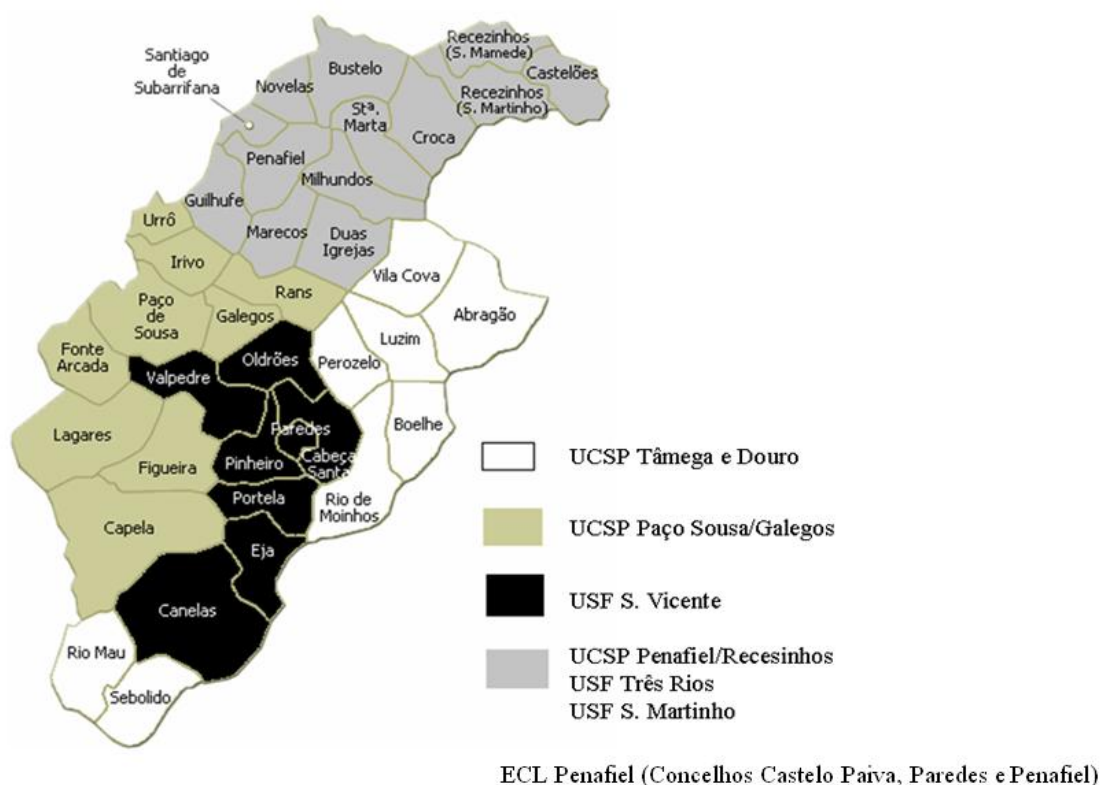 Santiago
de
Subarrifana
Novelas
Bustelo
Recezinhos
(S. Mamede)
Castelões
Recezinhos
(S. Martinho)
Stª.
Marta
Croca
Penafiel
Milhundos
Guilhufe
Marecos
Duas
Igrejas
Urrô
Irivo
Vila Cova
Rans
Abragão
Paço
de
Sousa
Galegos
Luzim
Fonte
Arcada
Oldrões
Perozelo
Valpedre
Boelhe
Lagares
Paredes
Figueira
Pinheiro
Cabeça
Santa
Portela
Rio de
Moinhos
Capela
Eja
Canelas
Rio Mau
Sebolido
UCSP Tâmega e Douro
UCSP Paço Sousa/Galegos
USF S. Vicente
UCSP Penafiel/Recesinhos
USF Três Rios
USF S. Martinho
ECL Penafiel (Concelhos Castelo Paiva, Paredes e Penafiel)